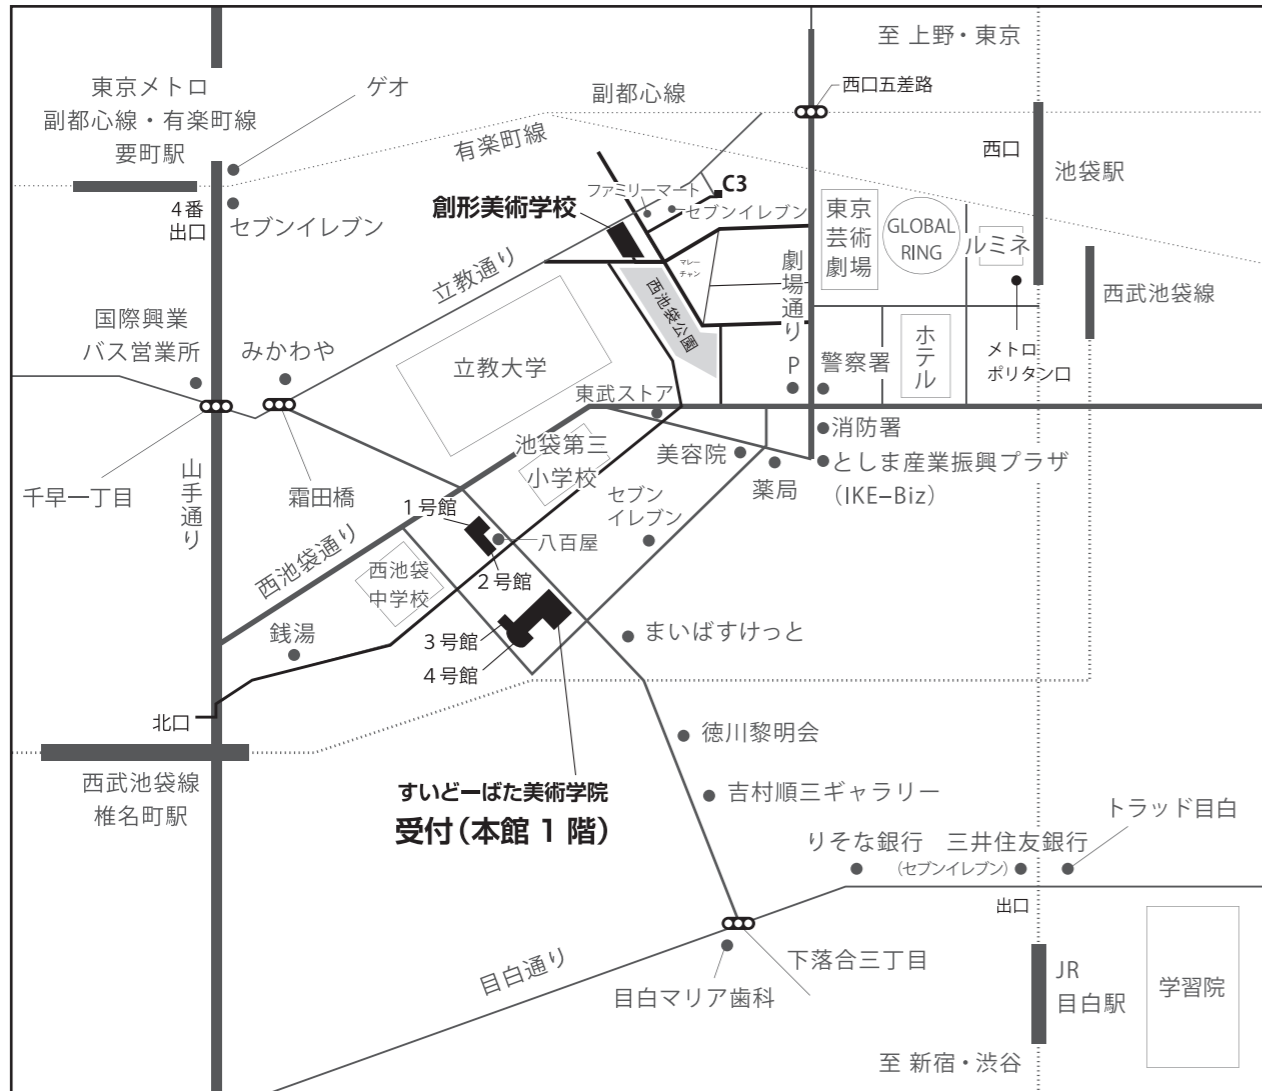 至 上野・東京
東京メトロ
副都心線・有楽町線
要町駅
ゲオ
副都心線
西口五差路
有楽町線
西口
池袋駅
4番
出口
セブンイレブン
創形美術学校
ファミリーマート
C3
セブンイレブン
東京
芸術
劇場
GLOBAL
RING
ルミネ
立教通り
マレー
チャン
劇場通り
西池袋公園
西武池袋線
国際興業
バス営業所
みかわや
立教大学
P
警察署
ホテル
メトロ
ポリタン口
東武ストア
消防署
としま産業振興プラザ
（IKE–Biz）
池袋第三
小学校
美容院
薬局
セブン
イレブン
千早一丁目
山手通り
霜田橋
1号館
八百屋
2号館
西池袋通り
西池袋
中学校
銭湯
3号館
4号館
まいばすけっと
北口
西武池袋線
椎名町駅
徳川黎明会
吉村順三ギャラリー
すいどーばた美術学院
受付（本館 1 階）
トラッド目白
りそな銀行
三井住友銀行
（セブンイレブン）
出口
目白通り
下落合三丁目
目白マリア歯科
JR
目白駅
学習院
至 新宿・渋谷